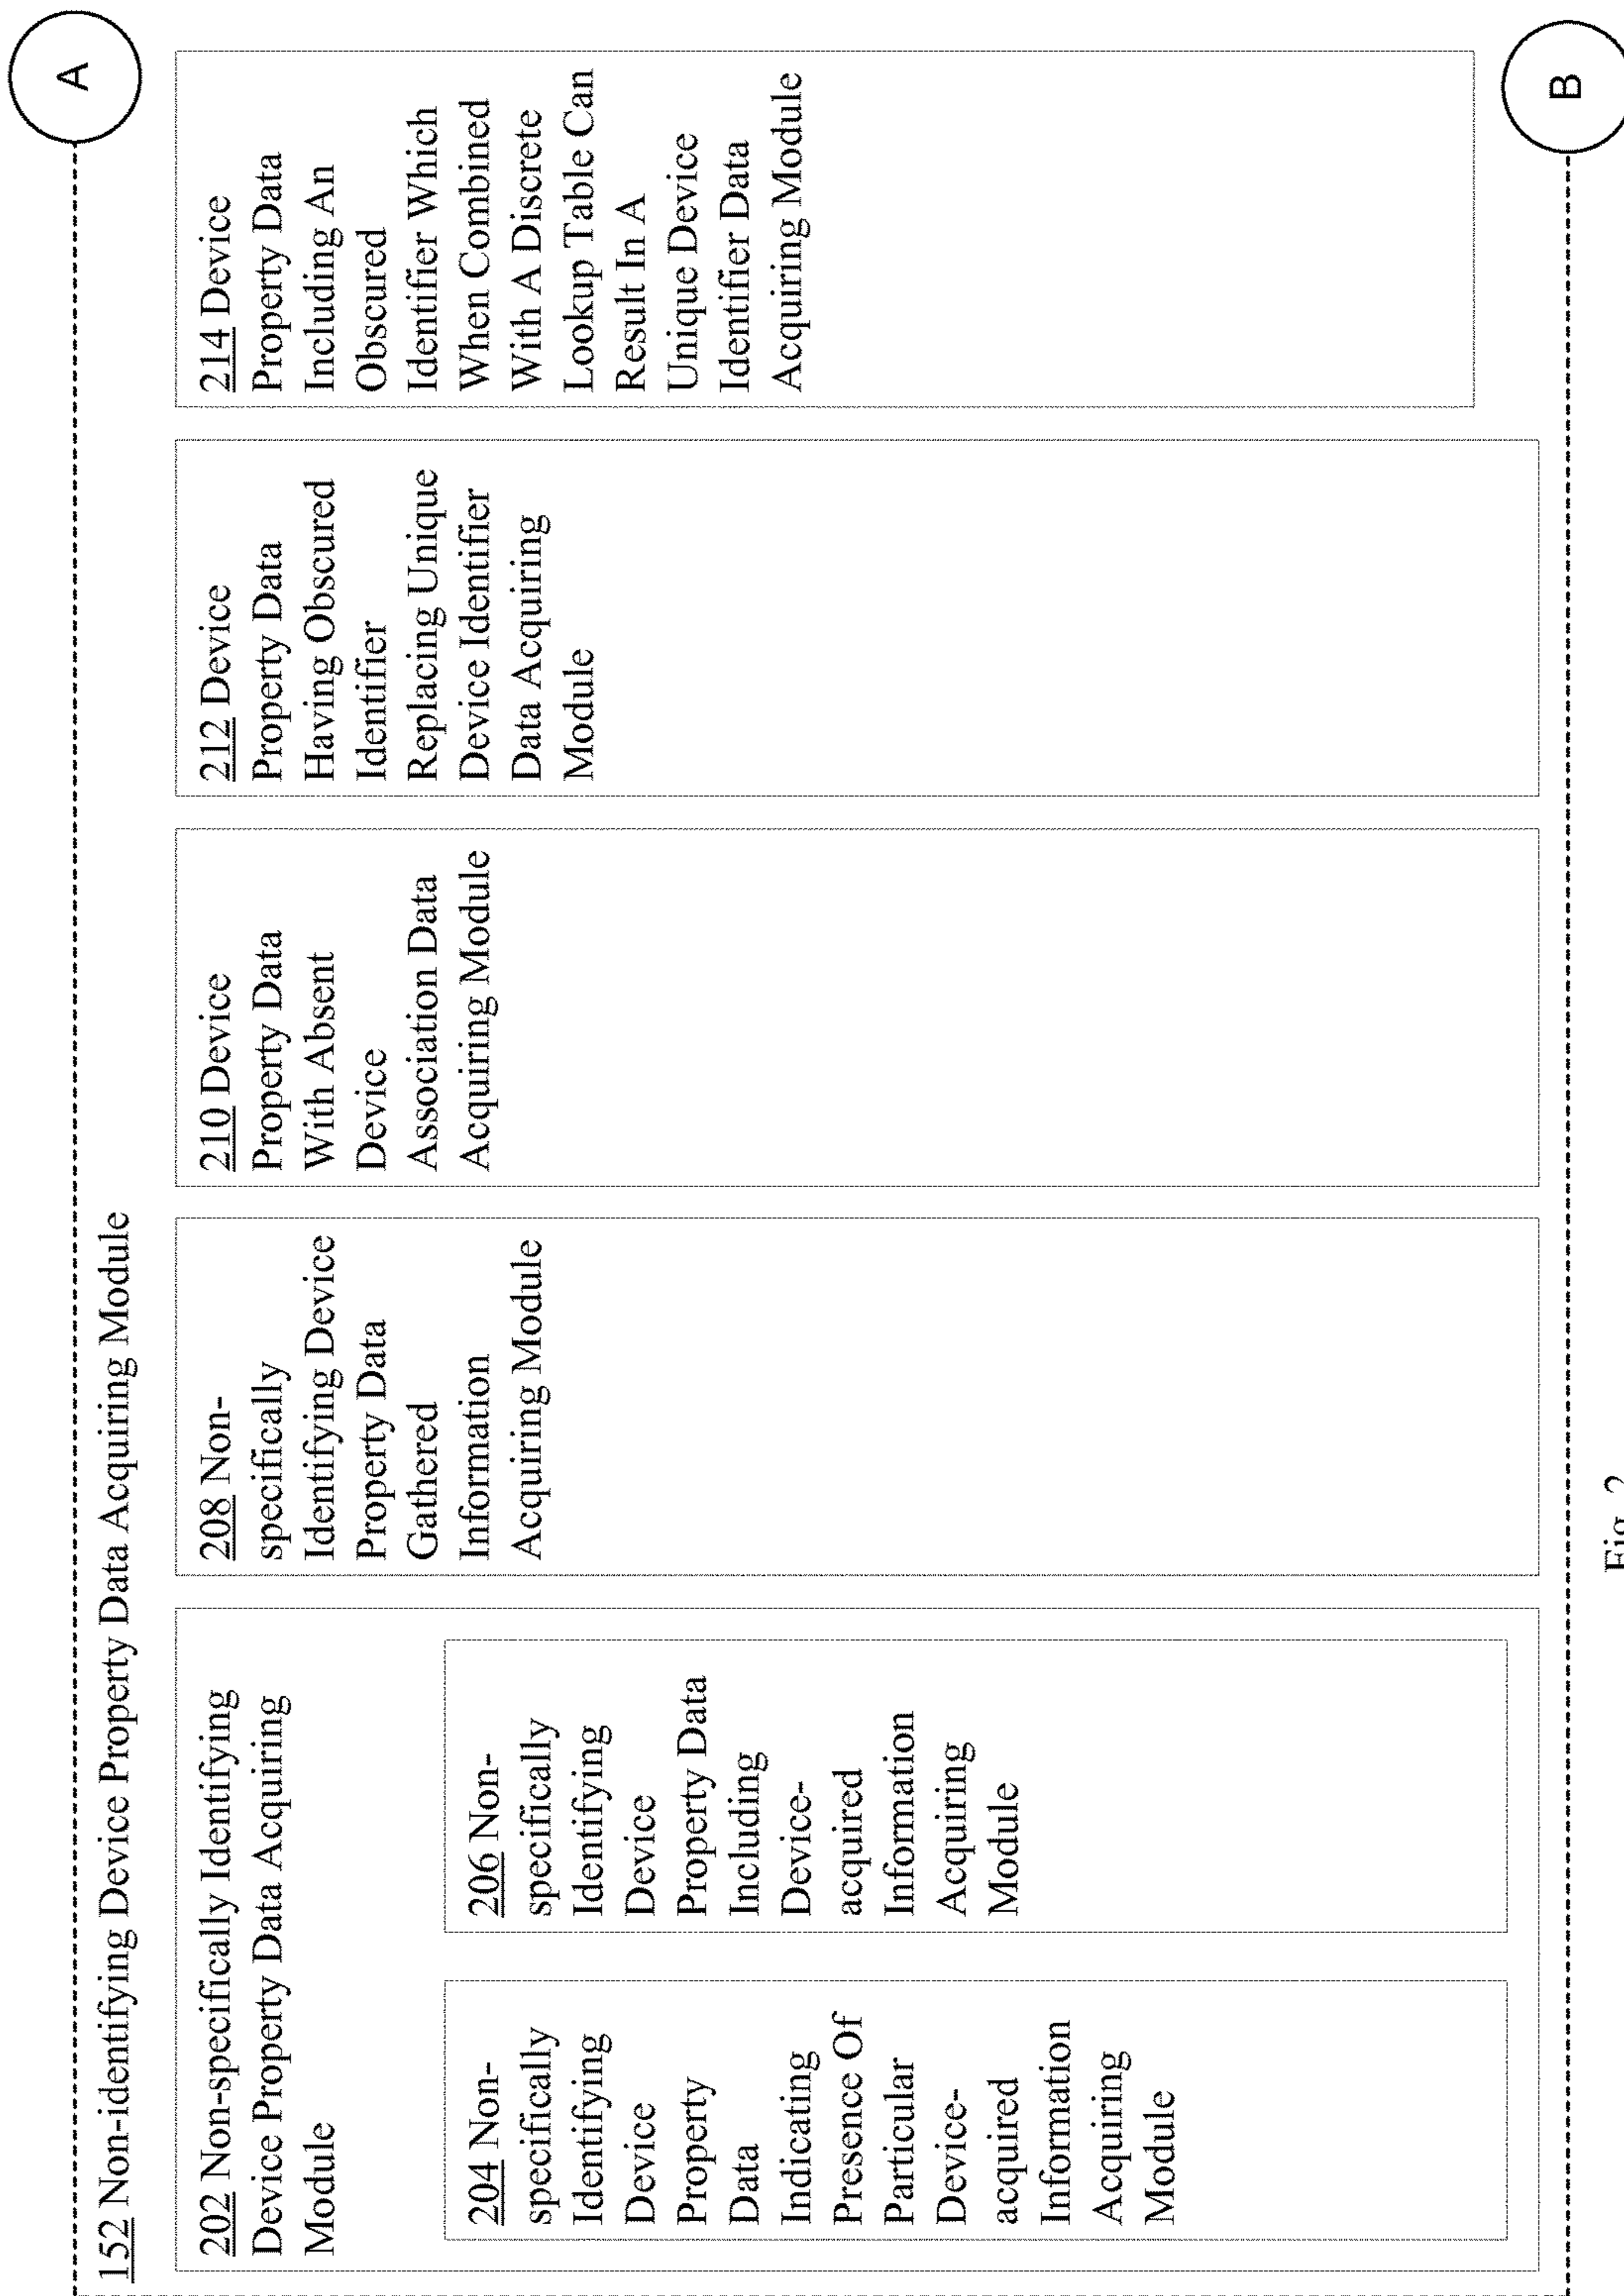 152 Non-identifying Device Property Data Acquiring Module
202 Non-specifically Identifying
Device Property Data Acquiring
Module
204 Non-
specifically
Identifying
Device
Property
Data
Indicating
Presence Of
Particular
Device-
acquired
Information
Acquiring
Module
206 Non-
specifically
Identifying
Device
Property Data
Including
Device-
acquired
Information
Acquiring
Module
208 Non-
specifically
Identifying Device
Property Data
Gathered
Information
Acquiring Module
210 Device
Property Data
With Absent
Device
Association Data
Acquiring Module
212 Device
Property Data
Having Obscured
Identifier
Replacing Unique
Device Identifier
Data Acquiring
Module
214 Device
Property Data
Including An
Obscured
Identifier Which
When Combined
With A Discrete
Lookup Table Can
Result In A
Unique Device
Identifier Data
Acquiring Module
A
B
Fig. 2